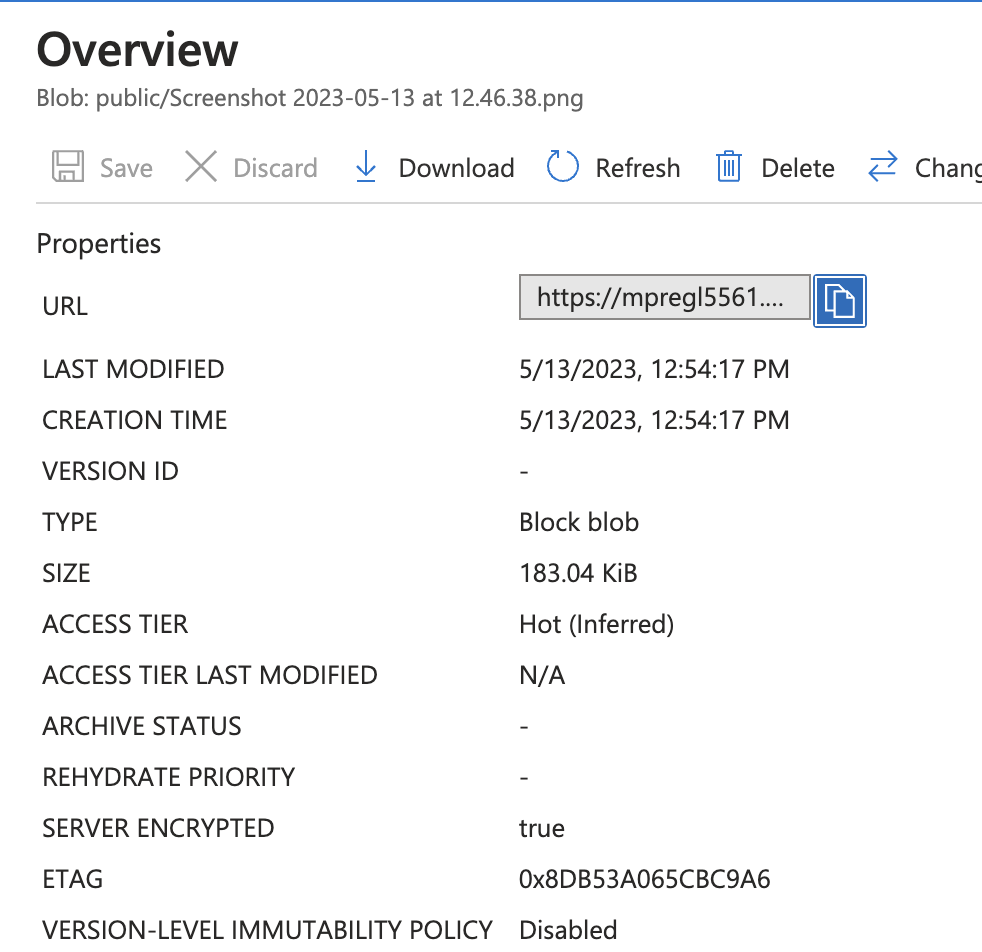 Overview
Blob: public/Screenshot 2023-05-13 at 12.46.38.png
Save Discard Download Refresh Delete Chang
Properties
URL https://mpregl5561....
LAST MODIFIED 5/13/2023, 12:54:17 PM
CREATION TIME 5/13/2023, 12:54:17 PM
VERSION ID -
TYPE Block blob
SIZE 183.04 KiB
ACCESS TIER Hot (Inferred)
ACCESS TIER LAST MODIFIED N/A
ARCHIVE STATUS -
REHYDRATE PRIORITY -
SERVER ENCRYPTED true
ETAG 0x8DB53A065CBC9A6
VERSION-LEVEL IMMUTABILITY POLICY Disabled